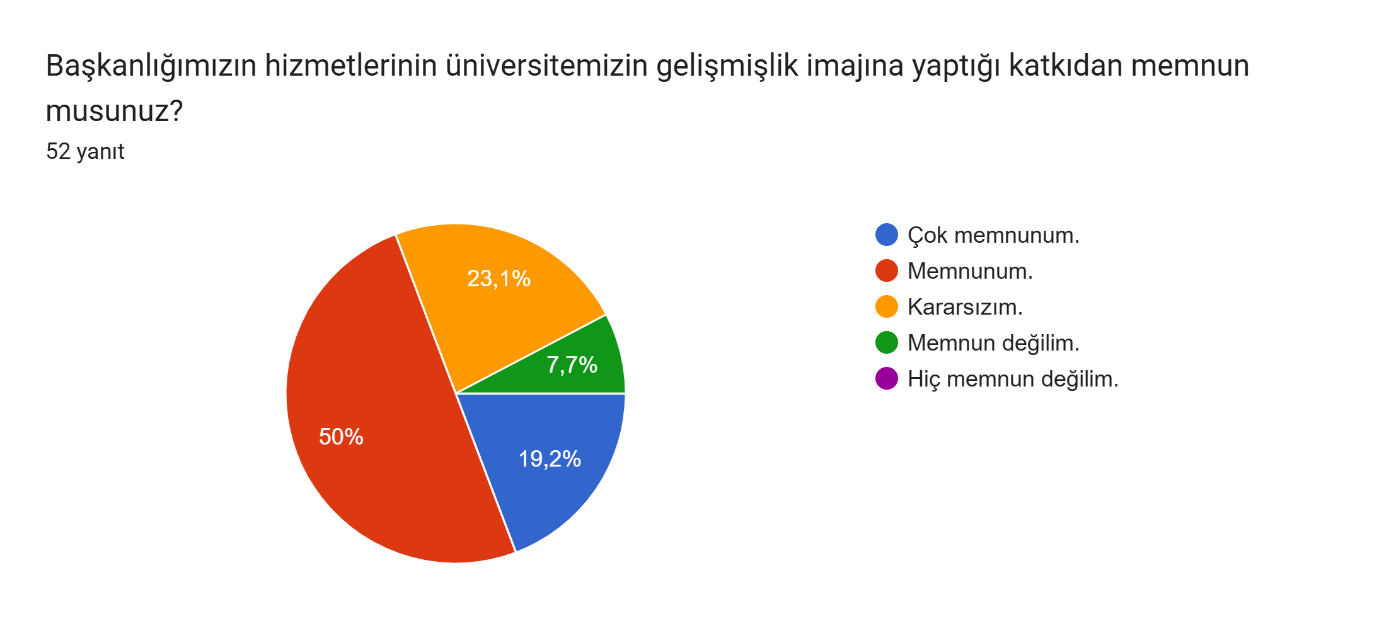 Başkanlığımızın hizmetlerinin üniversitemizin gelişmişlik imajına yaptığı katkıdan memnun
musunuz?
52 yanıt
23,1%
7,7%
50%
19,2%
Çok memnunum.
Memnunum.
Kararsızım.
Memnun değilim.
Hiç memnun değilim.